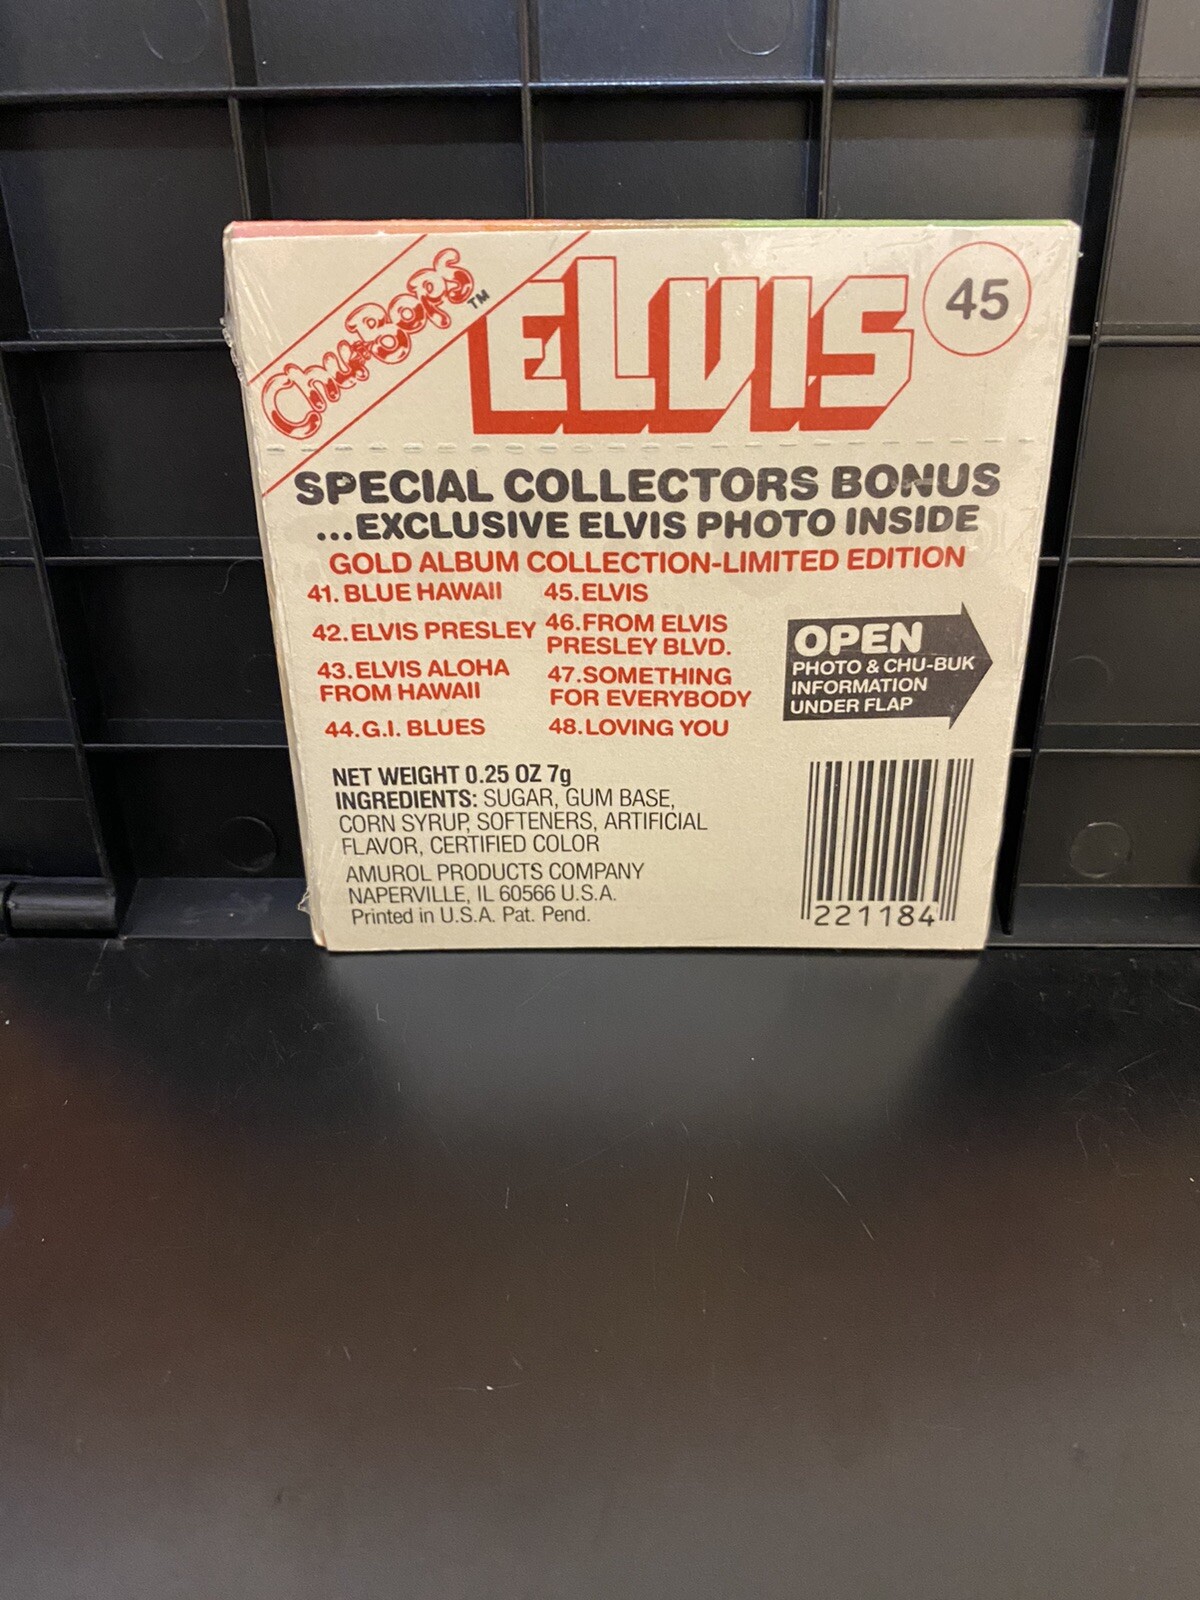 Chu-Bops™
ELVIS
45
SPECIAL COLLECTORS BONUS
...EXCLUSIVE ELVIS PHOTO INSIDE
GOLD ALBUM COLLECTION-LIMITED EDITION
41. BLUE HAWAII
42. ELVIS PRESLEY
43. ELVIS ALOHA
FROM HAWAII
44. G.I. BLUES
45. ELVIS
46. FROM ELVIS
PRESLEY BLVD.
47. SOMETHING
FOR EVERYBODY
48. LOVING YOU
OPEN
PHOTO & CHU-BUK
INFORMATION
UNDER FLAP
NET WEIGHT 0.25 OZ 7g
INGREDIENTS: SUGAR, GUM BASE,
CORN SYRUP, SOFTENERS, ARTIFICIAL
FLAVOR, CERTIFIED COLOR
AMUROL PRODUCTS COMPANY
NAPERVILLE, IL 60566 U.S.A.
Printed in U.S.A. Pat. Pend.
221184